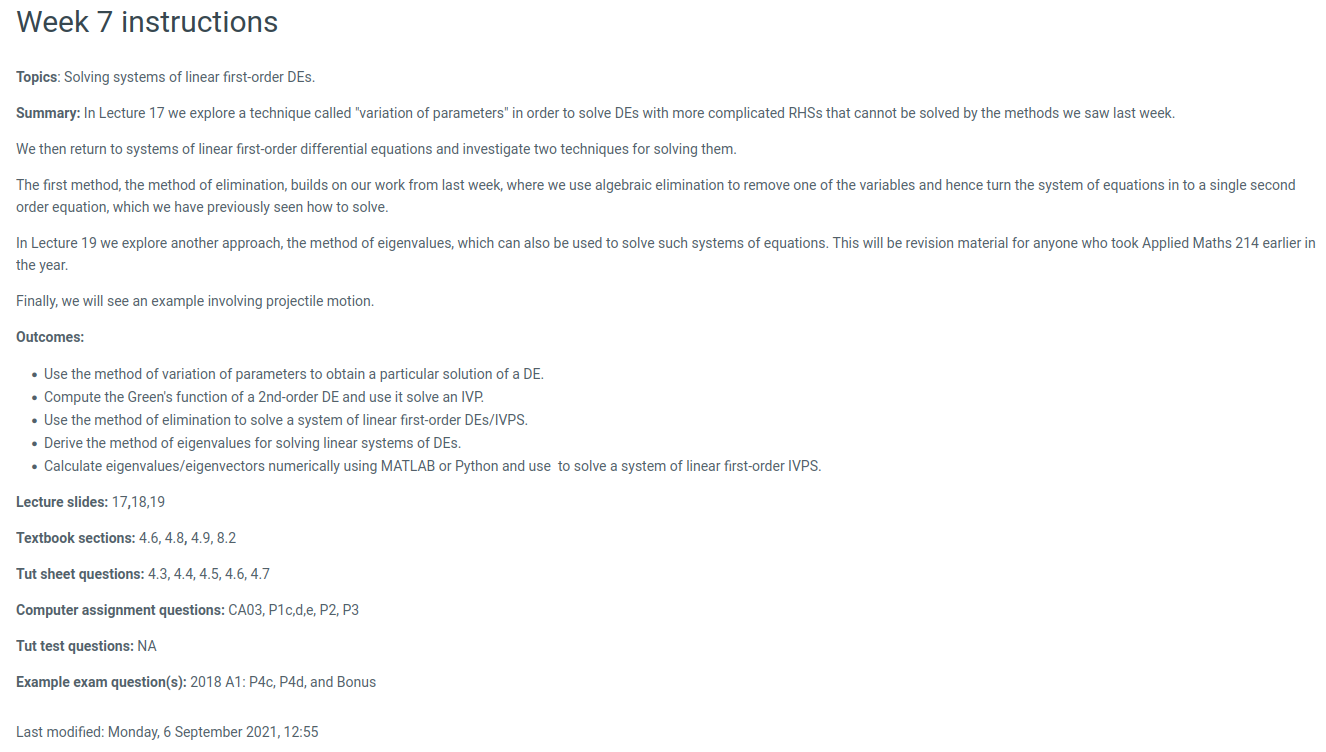 Week 7 instructions
Topics: Solving systems of linear first-order DEs.
Summary: In Lecture 17 we explore a technique called "variation of parameters" in order to solve DEs with more complicated RHSs that cannot be solved by the methods we saw last week.
We then return to systems of linear first-order differential equations and investigate two techniques for solving them.
The first method, the method of elimination, builds on our work from last week, where we use algebraic elimination to remove one of the variables and hence turn the system of equations in to a single second
order equation, which we have previously seen how to solve.
In Lecture 19 we explore another approach, the method of eigenvalues, which can also be used to solve such systems of equations. This will be revision material for anyone who took Applied Maths 214 earlier in
the year.
Finally, we will see an example involving projectile motion.
Outcomes:
• Use the method of variation of parameters to obtain a particular solution of a DE.
• Compute the Green's function of a 2nd-order DE and use it solve an IVP.
• Use the method of elimination to solve a system of linear first-order DEs/IVPS.
• Derive the method of eigenvalues for solving linear systems of DEs.
• Calculate eigenvalues/eigenvectors numerically using MATLAB or Python and use  to solve a system of linear first-order IVPS.
Lecture slides: 17,18,19
Textbook sections: 4.6, 4.8, 4.9, 8.2
Tut sheet questions: 4.3, 4.4, 4.5, 4.6, 4.7
Computer assignment questions: CA03, P1c,d,e, P2, P3
Tut test questions: NA
Example exam question(s): 2018 A1: P4c, P4d, and Bonus
Last modified: Monday, 6 September 2021, 12:55